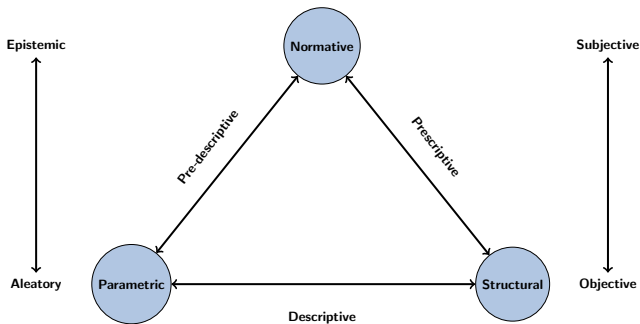 Epistemic
Normative
Subjective
Pre-descriptive
Prescriptive
Aleatory
Parametric
Structural
Objective
Descriptive